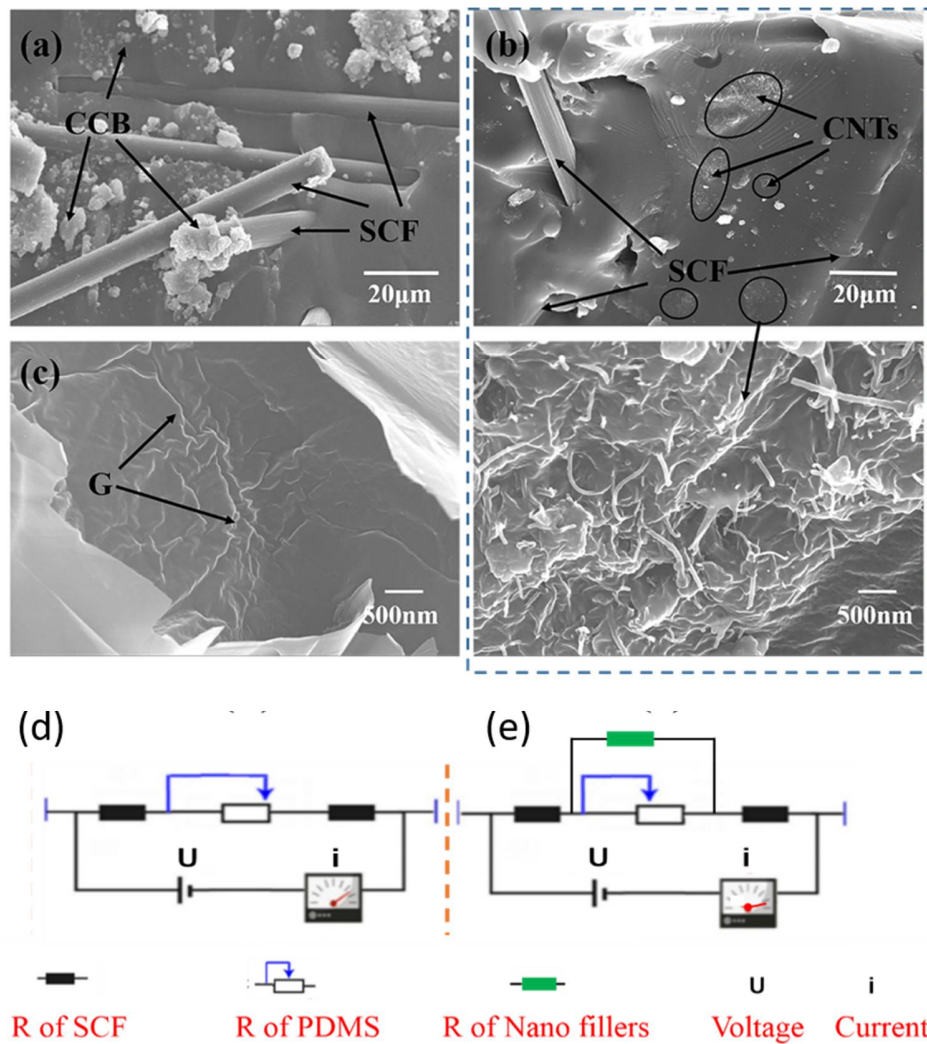 (a)
CCB
SCF
20μm
(b)
CNTs
SCF
20μm
(c)
G
500nm
500nm
(d)
U
i
(e)
U
i
U
i
R of SCF
R of PDMS
R of Nano fillers
Voltage
Current